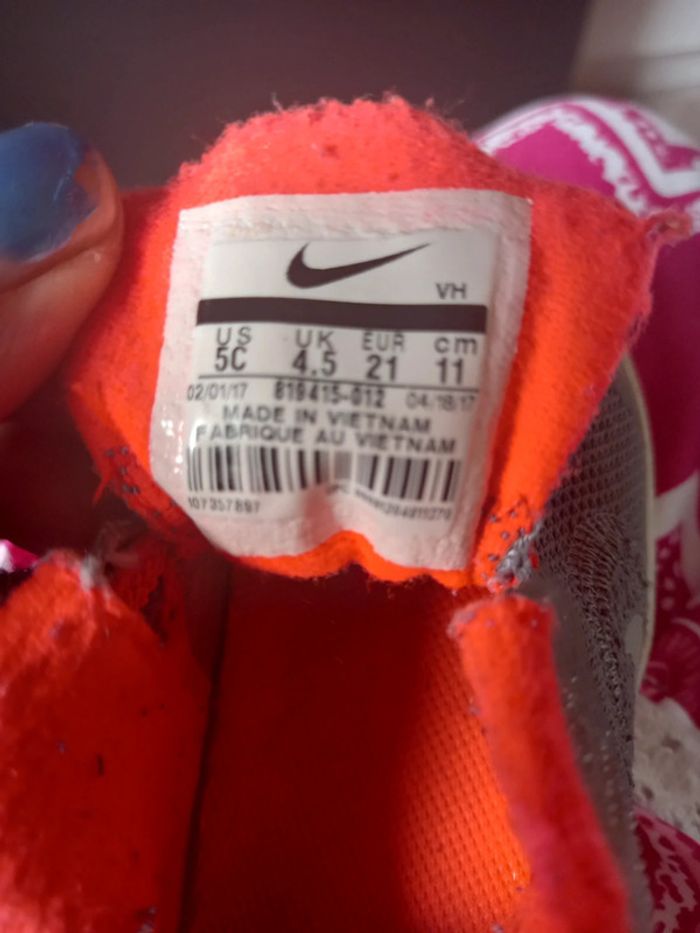 VH
US UK EUR cm
5C 4.5 21 11
02/01/17 819415-012 04/18/17
MADE IN VIETNAM
FABRIQUE AU VIETNAM
107357897